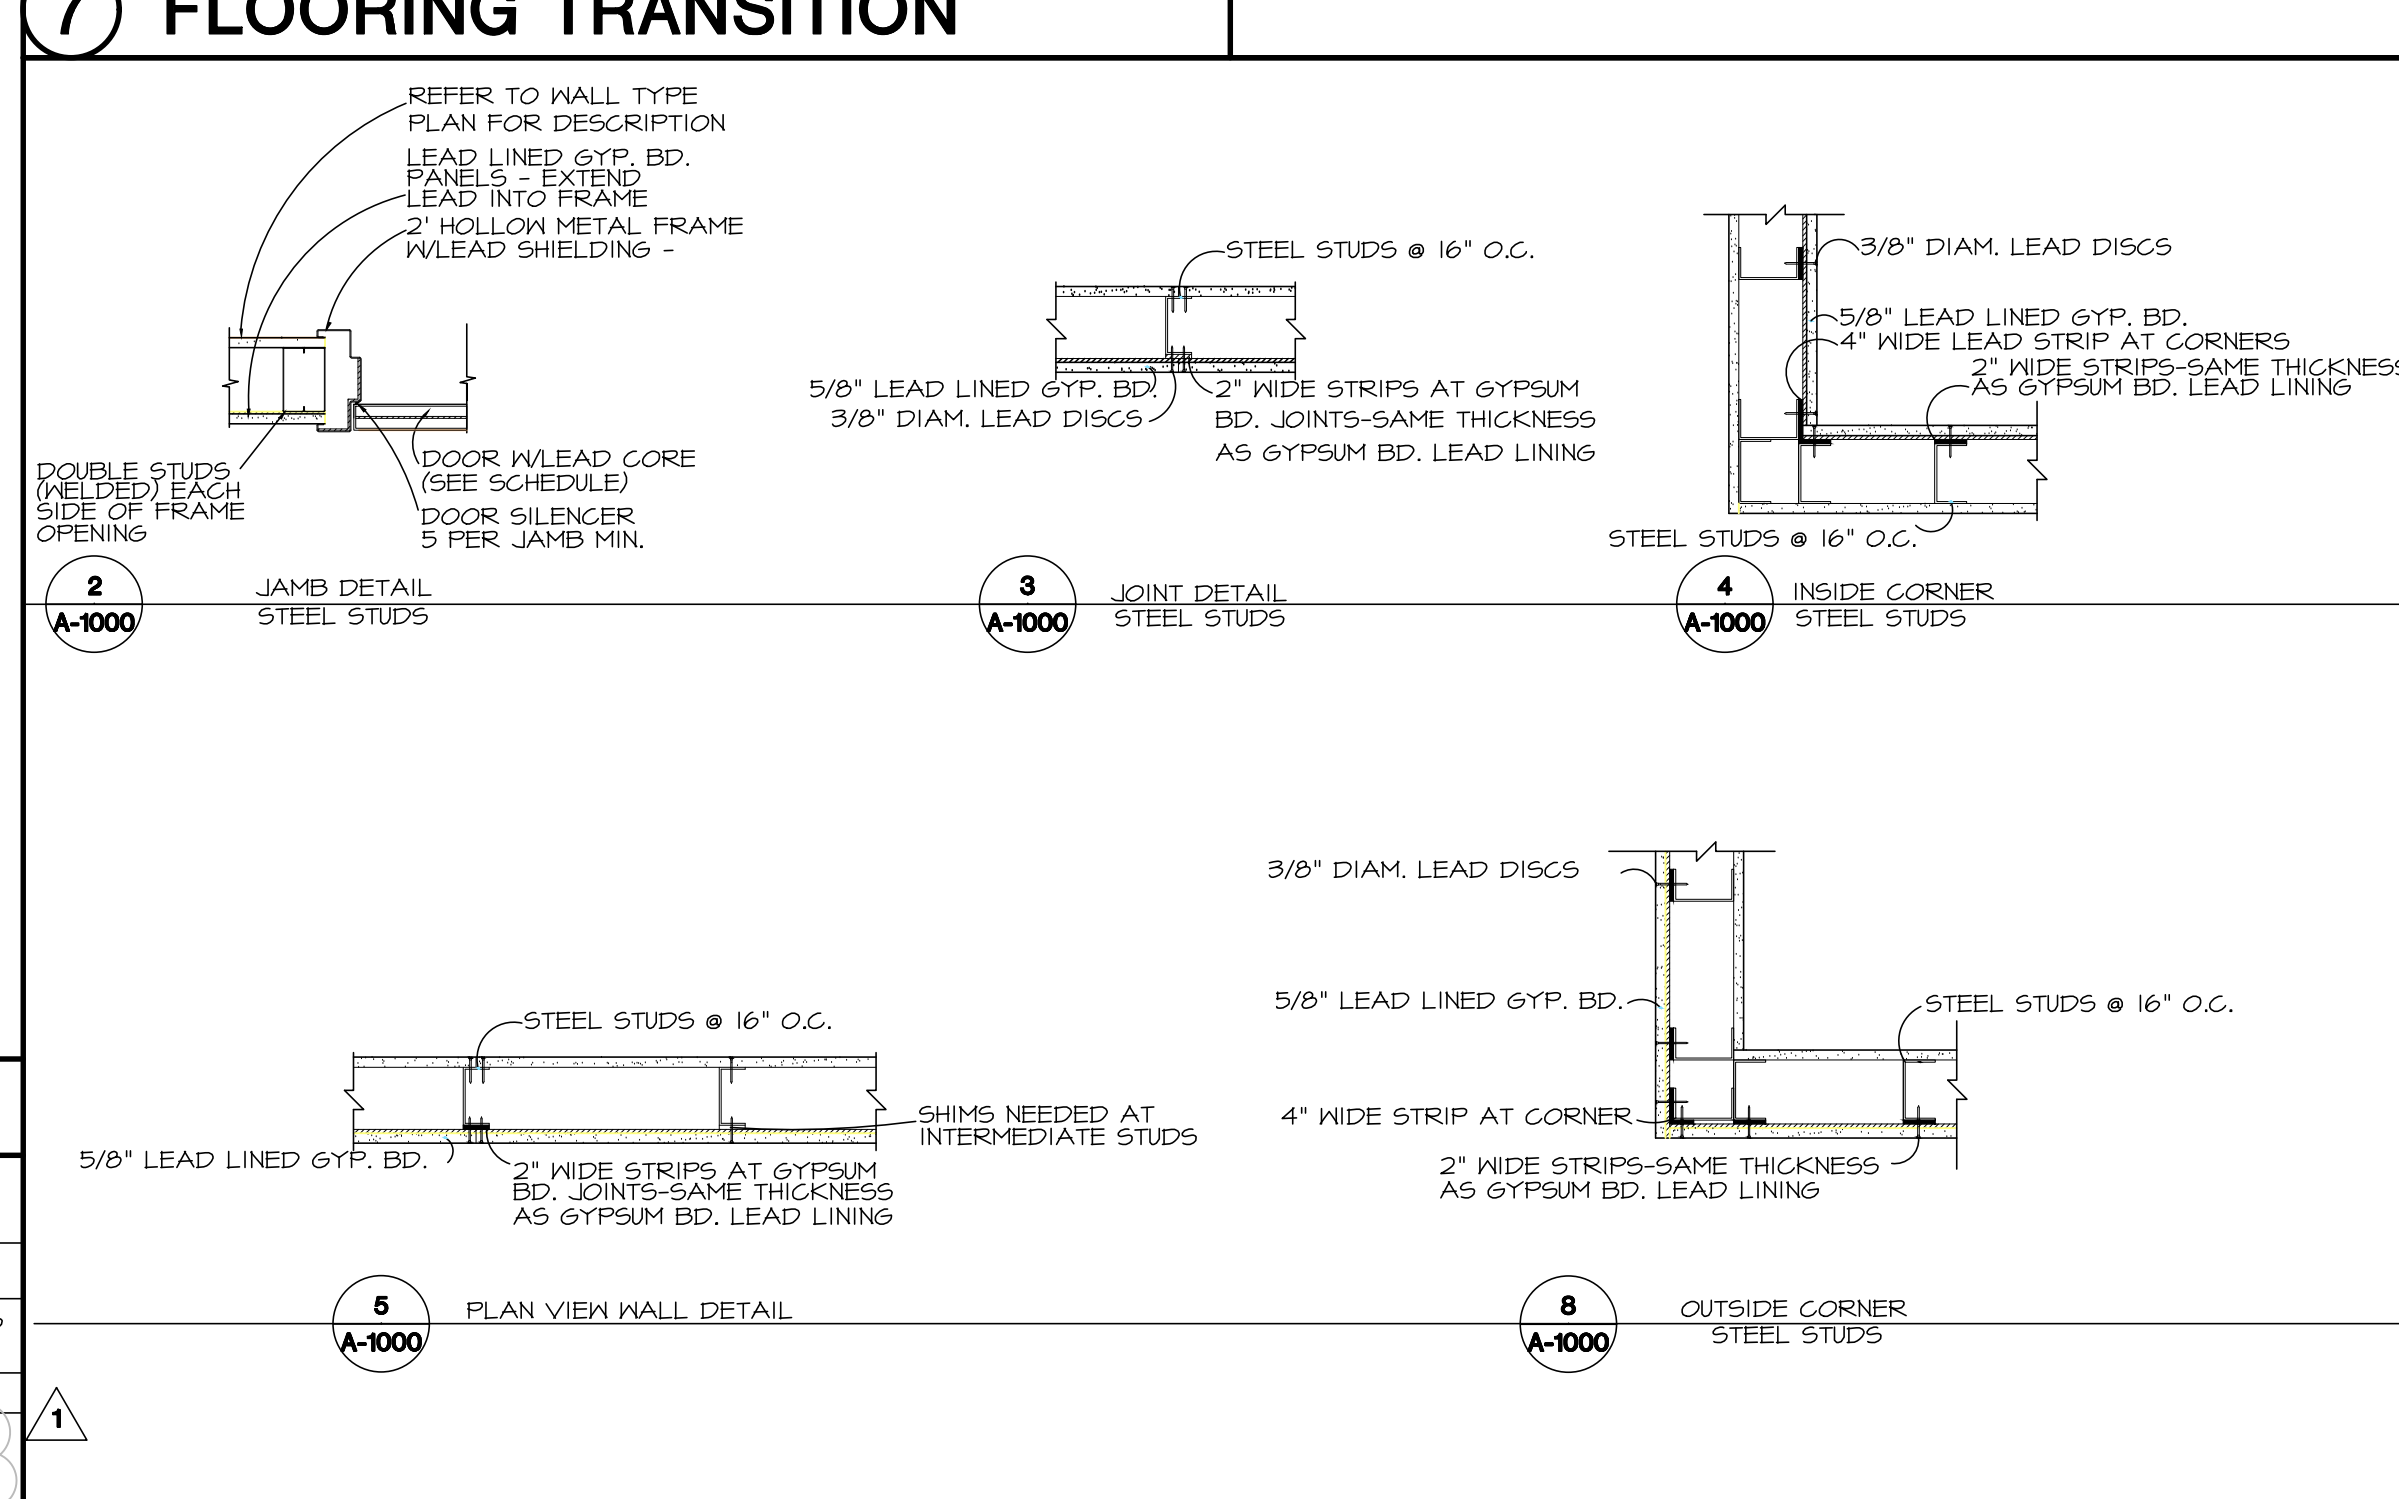 7 FLOORING TRANSITION
REFER TO WALL TYPE
PLAN FOR DESCRIPTION
LEAD LINED GYP. BD.
PANELS - EXTEND
LEAD INTO FRAME
2' HOLLOW METAL FRAME
W/LEAD SHIELDING -
DOUBLE STUDS
(WELDED) EACH
SIDE OF FRAME
OPENING
DOOR W/LEAD CORE
(SEE SCHEDULE)
DOOR SILENCER
5 PER JAMB MIN.
2
A-1000
JAMB DETAIL
STEEL STUDS
STEEL STUDS @ 16" O.C.
5/8" LEAD LINED GYP. BD.
3/8" DIAM. LEAD DISCS
2" WIDE STRIPS AT GYPSUM
BD. JOINTS-SAME THICKNESS
AS GYPSUM BD. LEAD LINING
3
A-1000
JOINT DETAIL
STEEL STUDS
3/8" DIAM. LEAD DISCS
5/8" LEAD LINED GYP. BD.
4" WIDE LEAD STRIP AT CORNERS
2" WIDE STRIPS-SAME THICKNESS
AS GYPSUM BD. LEAD LINING
STEEL STUDS @ 16" O.C.
4
A-1000
INSIDE CORNER
STEEL STUDS
STEEL STUDS @ 16" O.C.
SHIMS NEEDED AT
INTERMEDIATE STUDS
5/8" LEAD LINED GYP. BD.
2" WIDE STRIPS AT GYPSUM
BD. JOINTS-SAME THICKNESS
AS GYPSUM BD. LEAD LINING
5
A-1000
PLAN VIEW WALL DETAIL
3/8" DIAM. LEAD DISCS
5/8" LEAD LINED GYP. BD.
STEEL STUDS @ 16" O.C.
4" WIDE STRIP AT CORNER
2" WIDE STRIPS-SAME THICKNESS
AS GYPSUM BD. LEAD LINING
8
A-1000
OUTSIDE CORNER
STEEL STUDS
1